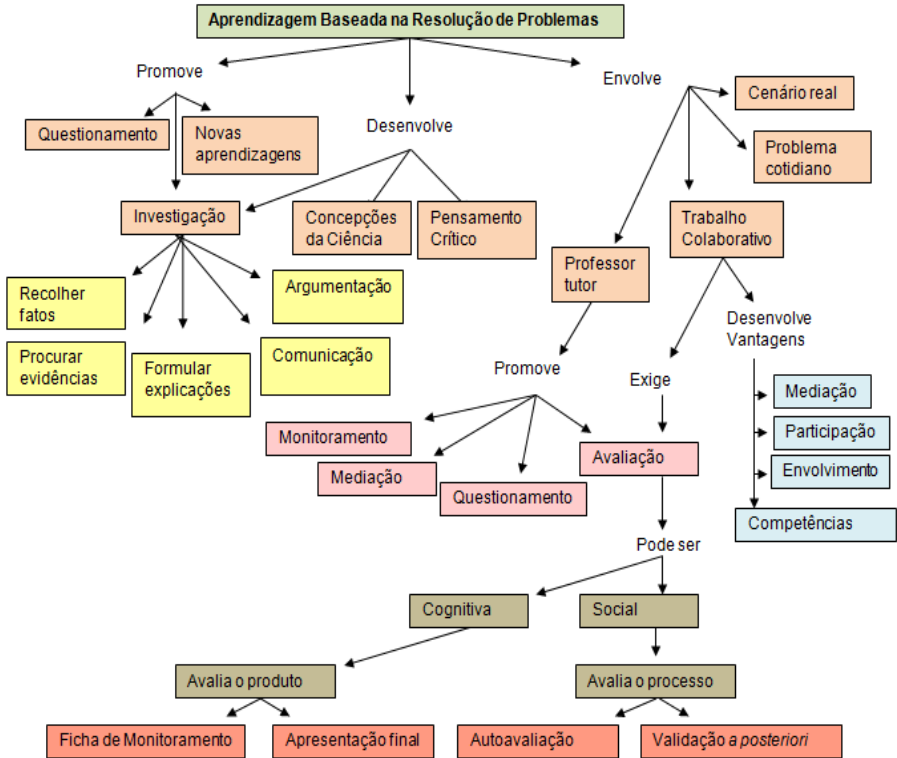 Aprendizagem Baseada na Resolução de Problemas
Promove
Envolve
Cenário real
Questionamento
Novas
aprendizagens
Desenvolve
Problema
cotidiano
Investigação
Concepções
da Ciência
Pensamento
Crítico
Trabalho
Colaborativo
Professor
tutor
Recolher
fatos
Argumentação
Desenvolve
Vantagens
Procurar
evidências
Formular
explicações
Comunicação
Promove
Exige
Mediação
Participação
Envolvimento
Competências
Monitoramento
Mediação
Questionamento
Avaliação
Pode ser
Cognitiva
Social
Avalia o produto
Avalia o processo
Ficha de Monitoramento
Apresentação final
Autoavaliação
Validação a posteriori